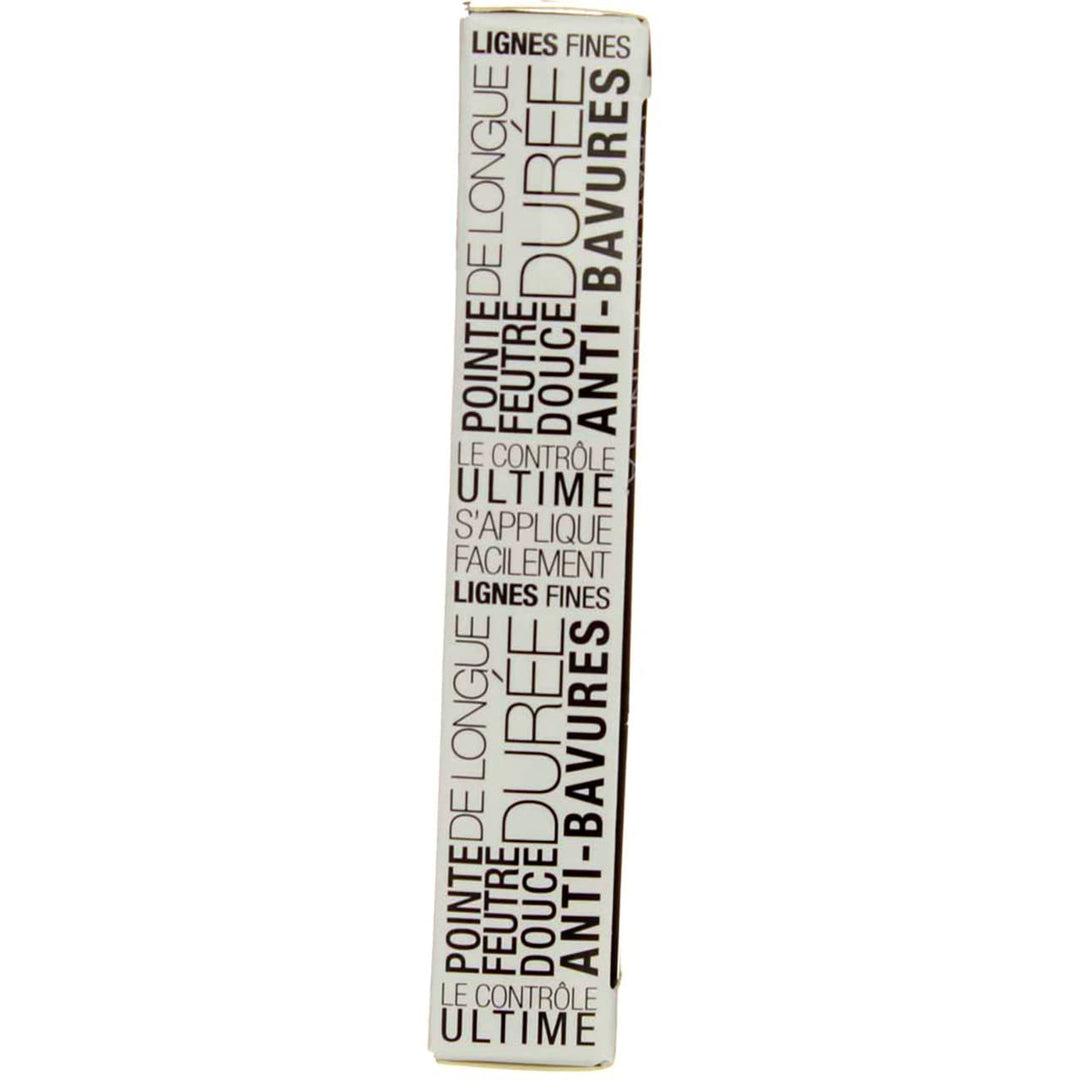 LIGNES FINES
DE LONGUE
DURÉE
ANTI-BAVURES
POINTE
FEUTRE
DOUCE
LE CONTRÔLE
ULTIME
S'APPLIQUE
FACILEMENT
LIGNES FINES
DE LONGUE
DURÉE
ANTI-BAVURES
POINTE
FEUTRE
DOUCE
LE CONTRÔLE
ULTIME